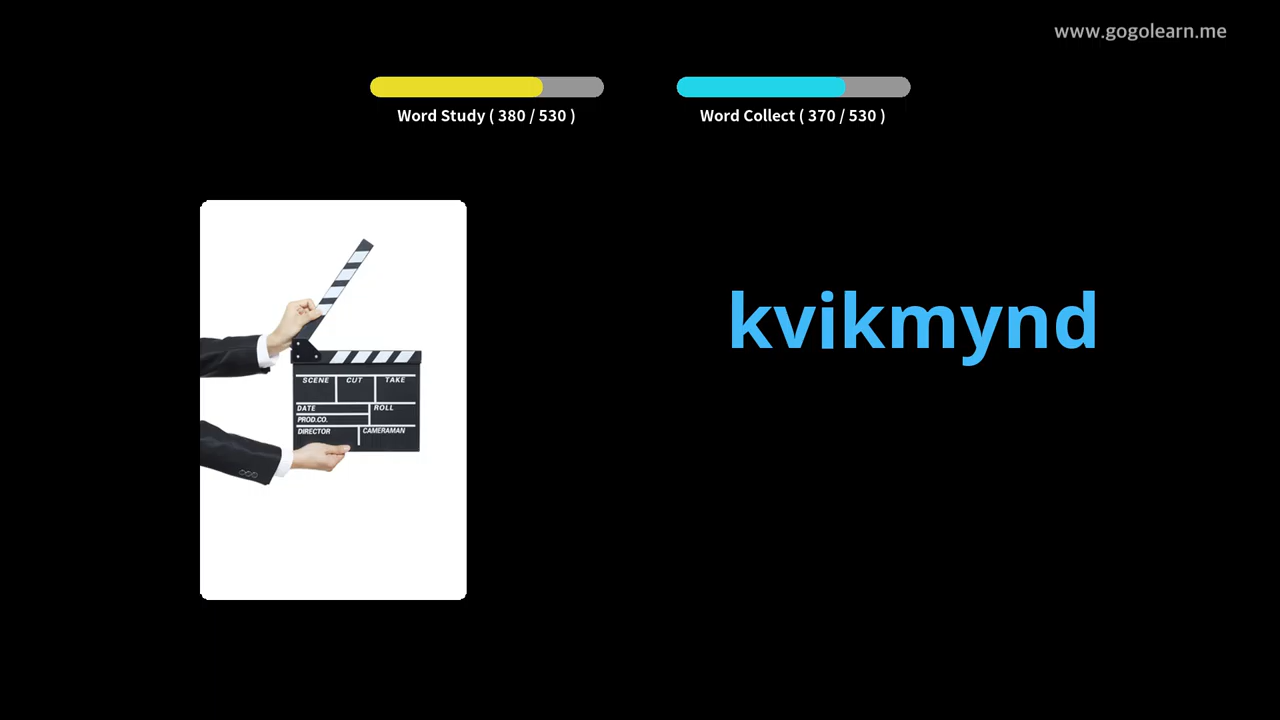 www.gogolearn.me
Word Study ( 380 / 530 )
Word Collect ( 370 / 530 )
kvikmynd
SCENE CUT TAKE
DATE ROLL
PROD.CO.
DIRECTOR CAMERAMAN